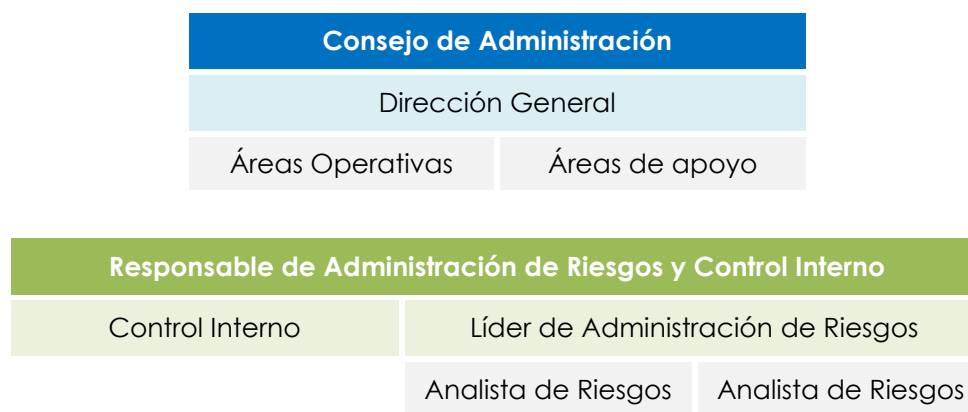 Consejo de Administración
Dirección General
Áreas Operativas
Áreas de apoyo
Responsable de Administración de Riesgos y Control Interno
Control Interno
Líder de Administración de Riesgos
Analista de Riesgos
Analista de Riesgos